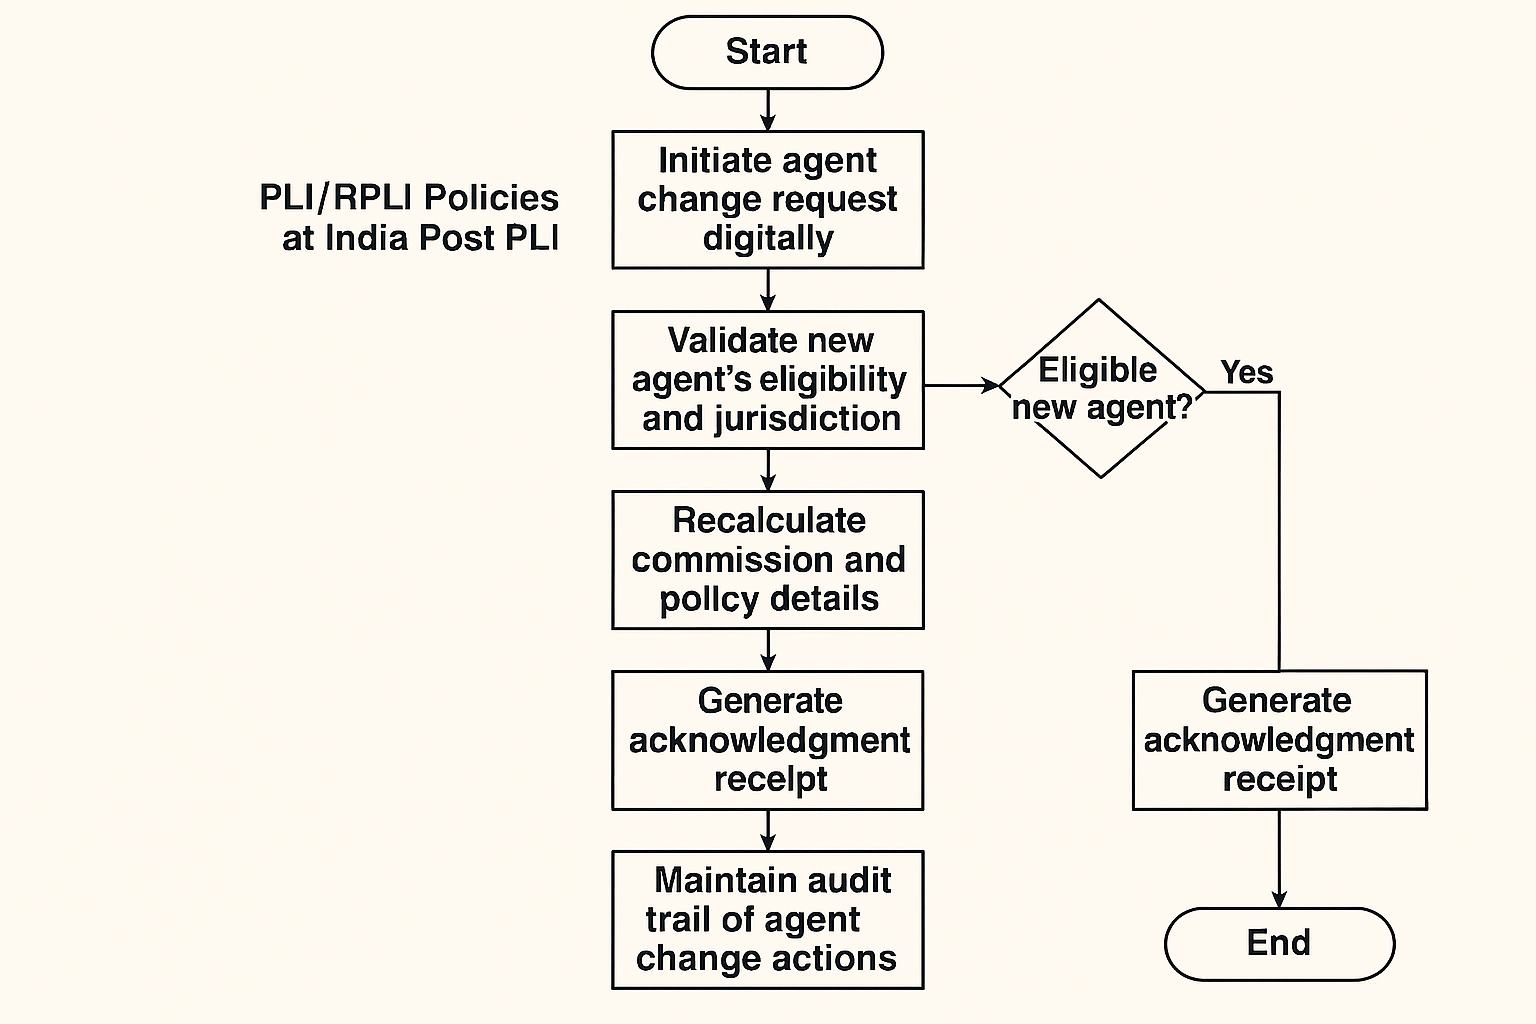 Start
PLI/RPLI Policies
at India Post PLI
Initiate agent
change request
digitally
Validate new
agent's eligibility
and jurisdiction
Eligible
new agent?
Yes
Recalculate
commission and
pollcy details
Generate
acknowledgment
recelpt
Generate
acknowledgment
receipt
Maintain audit
trail of agent
change actions
End